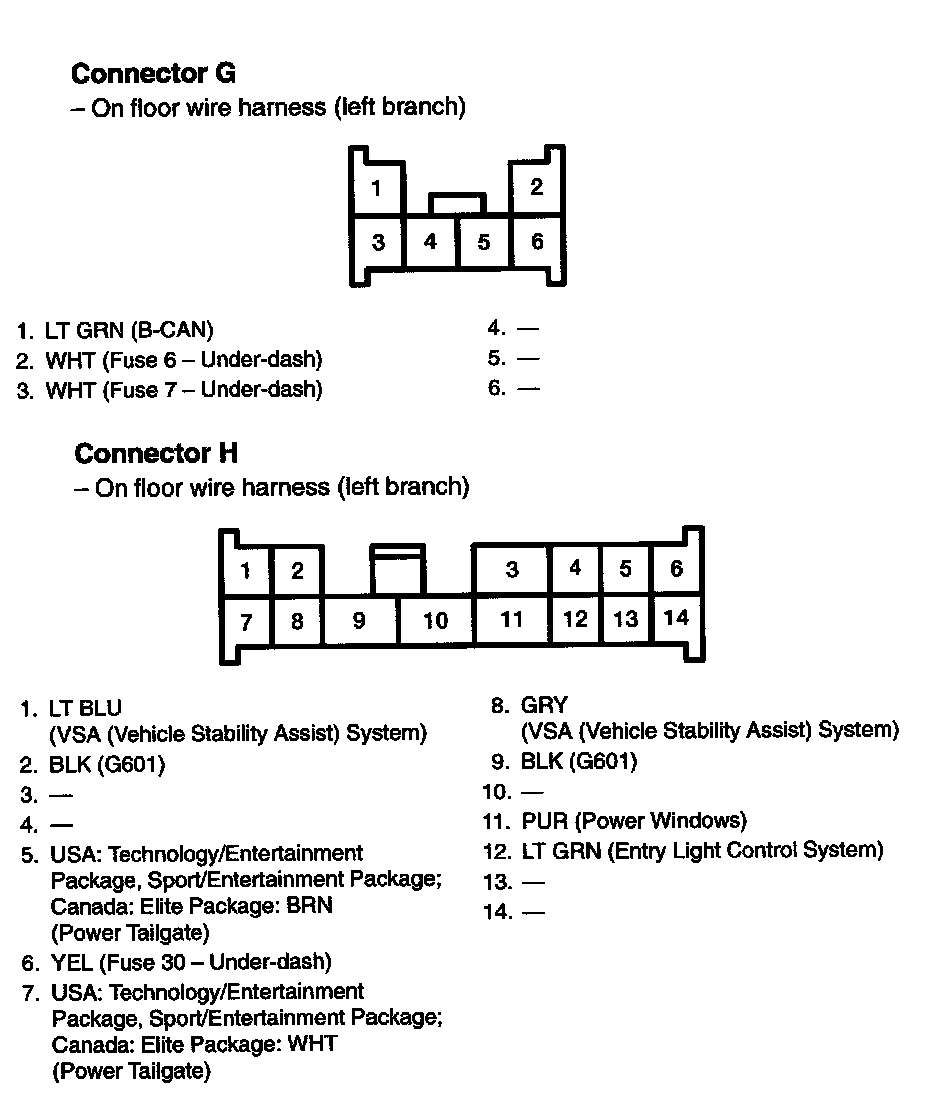 Connector G
– On floor wire harness (left branch)
1 2
3 4 5 6
1. LT GRN (B-CAN)
2. WHT (Fuse 6 – Under-dash)
3. WHT (Fuse 7 – Under-dash)
4. —
5. —
6. —
Connector H
– On floor wire harness (left branch)
1 2 3 4 5 6
7 8 9 10 11 12 13 14
1. LT BLU
(VSA (Vehicle Stability Assist) System)
2. BLK (G601)
3. —
4. —
5. USA: Technology/Entertainment
Package, Sport/Entertainment Package;
Canada: Elite Package: BRN
(Power Tailgate)
6. YEL (Fuse 30 – Under-dash)
7. USA: Technology/Entertainment
Package, Sport/Entertainment Package;
Canada: Elite Package: WHT
(Power Tailgate)
8. GRY
(VSA (Vehicle Stability Assist) System)
9. BLK (G601)
10. —
11. PUR (Power Windows)
12. LT GRN (Entry Light Control System)
13. —
14. —